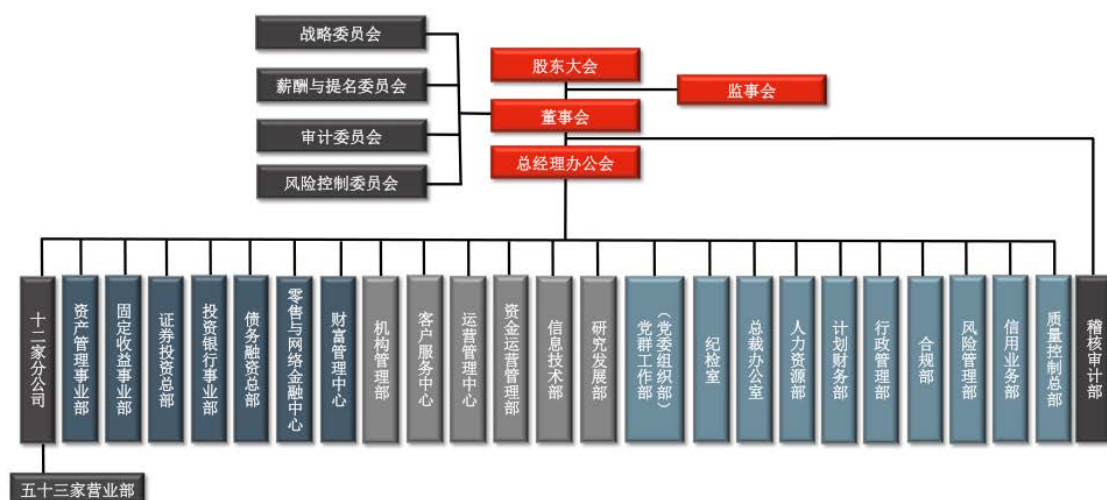 战略委员会
薪酬与提名委员会
审计委员会
风险控制委员会
股东大会
监事会
董事会
总经理办公会
十二家分公司
资产管理事业部
固定收益事业部
证券投资总部
投资银行事业部
债务融资总部
零售与网络金融中心
财富管理中心
机构管理部
客户服务中心
运营管理中心
资金运营管理部
信息技术部
研究发展部
（党委组织部）
党群工作部
纪检室
总裁办公室
人力资源部
计划财务部
行政管理部
合规部
风险管理部
信用业务部
质量控制总部
稽核审计部
五十三家营业部